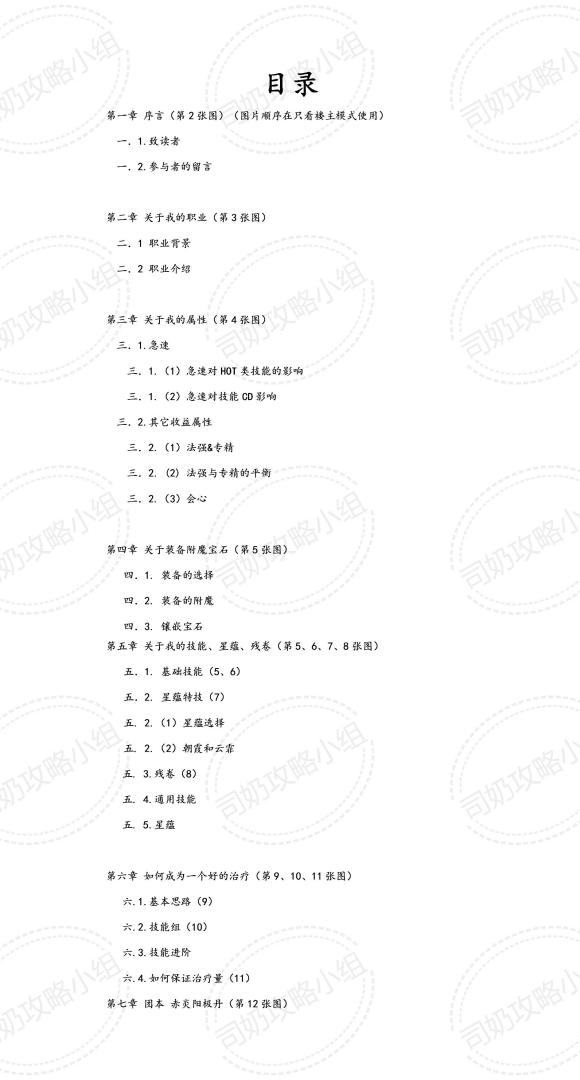 目录
第一章 序言（第2张图）（图片顺序在只看楼主模式使用）
一．1.致读者
一．2.参与者的留言
第二章 关于我的职业（第3张图）
二．1 职业背景
二．2 职业介绍
第三章 关于我的属性（第4张图）
三．1.急速
三．1.（1）急速对HOT类技能的影响
三．1.（2）急速对技能CD影响
三．2.其它收益属性
三．2.（1）法强&专精
三．2.（2）法强与专精的平衡
三．2.（3）会心
第四章 关于装备附魔宝石（第5张图）
四．1. 装备的选择
四．2. 装备的附魔
四．3. 镶嵌宝石
第五章 关于我的技能、星蕴、残卷（第5、6、7、8张图）
五．1. 基础技能（5、6）
五．2. 星蕴特技（7）
五．2.（1）星蕴选择
五．2.（2）朝霞和云霏
五．3.残卷（8）
五．4.通用技能
五．5.星蕴
第六章 如何成为一个好的治疗（第9、10、11张图）
六.1.基本思路（9）
六.2.技能组（10）
六.3.技能进阶
六.4.如何保证治疗量（11）
第七章 团本 赤炎阳极丹（第12张图）
司奶攻略小组